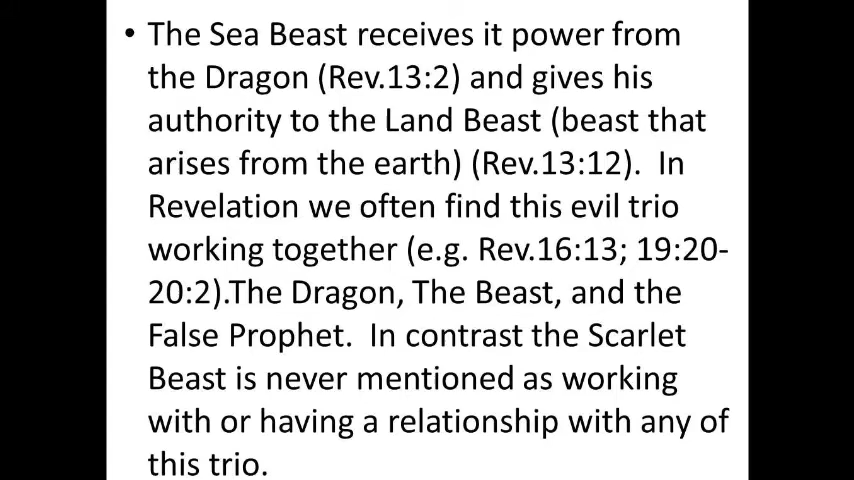 • The Sea Beast receives it power from
the Dragon (Rev.13:2) and gives his
authority to the Land Beast (beast that
arises from the earth) (Rev.13:12).  In
Revelation we often find this evil trio
working together (e.g. Rev.16:13; 19:20-
20:2).The Dragon, The Beast, and the
False Prophet.  In contrast the Scarlet
Beast is never mentioned as working
with or having a relationship with any of
this trio.